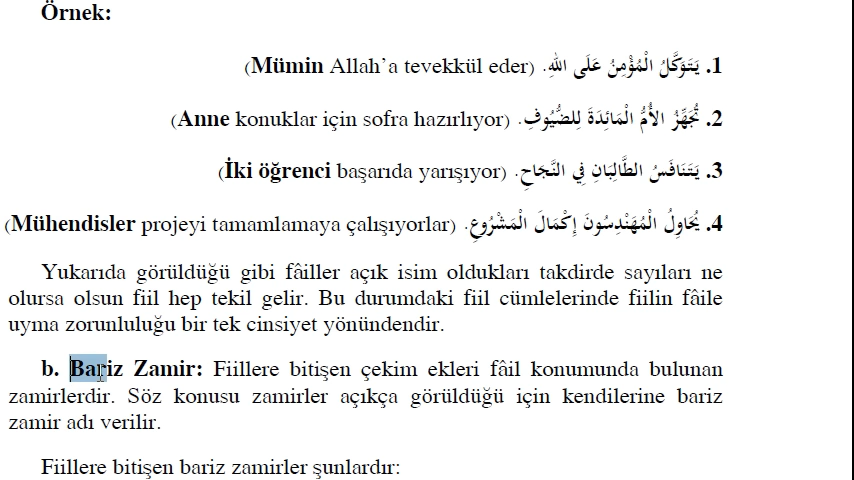 Örnek:
1. يَتَوَكَّلُ الْمُؤْمِنُ عَلَى اللهِ. (Mümin Allah’a tevekkül eder)
2. تُجَهِّزُ الأُمُّ الْمَائِدَةَ لِلضُّيُوفِ. (Anne konuklar için sofra hazırlıyor)
3. يَتَنَافَسُ الطَّالِبَانِ فِي النَّجَاحِ. (İki öğrenci başarıda yarışıyor)
4. يُحَاوِلُ الْمُهَنْدِسُونَ إِكْمَالَ الْمَشْرُوعِ. (Mühendisler projeyi tamamlamaya çalışıyorlar)
Yukarıda görüldüğü gibi fâiller açık isim oldukları takdirde sayıları ne
olursa olsun fiil hep tekil gelir. Bu durumdaki fiil cümlelerinde fiilin fâile
uyma zorunluluğu bir tek cinsiyet yönündendir.
b. Bariz Zamir: Fiillere bitişen çekim ekleri fâil konumunda bulunan
zamirlerdir. Söz konusu zamirler açıkça görüldüğü için kendilerine bariz
zamir adı verilir.
Fiillere bitişen bariz zamirler şunlardır: